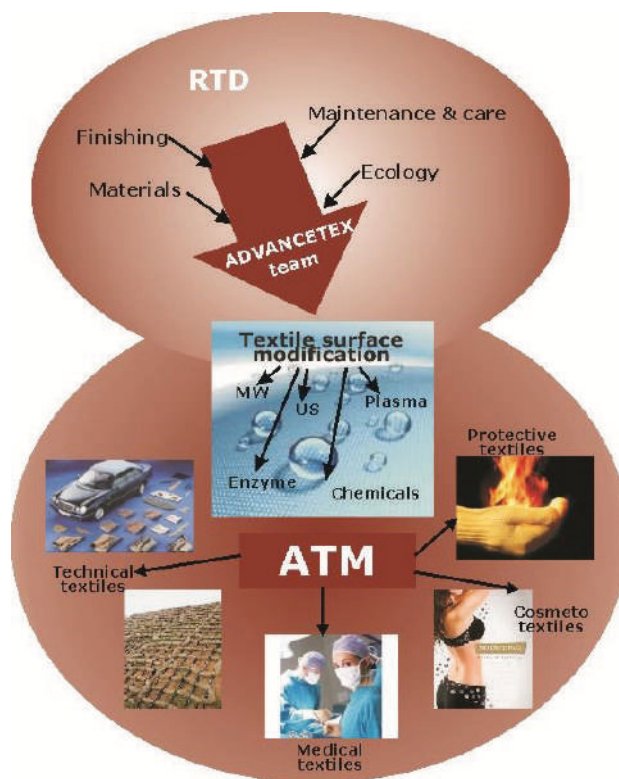 RTD
Maintenance & care
Finishing
Materials
Ecology
ADVANCETEX
team
Textile surface
modification
MW
US
Plasma
Enzyme
Chemicals
Protective
textiles
ATM
Technical
textiles
Cosmeto
textiles
Medical
textiles